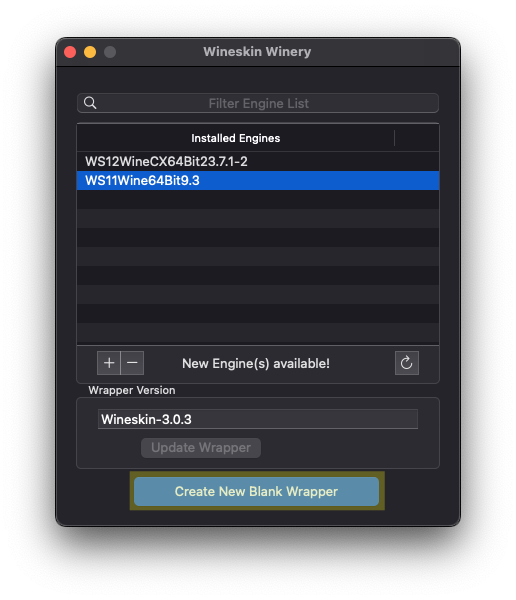 Wineskin Winery
Filter Engine List
Installed Engines
WS12WineCX64Bit23.7.1-2
WS11Wine64Bit9.3
New Engine(s) available!
Wrapper Version
Wineskin-3.0.3
Update Wrapper
Create New Blank Wrapper